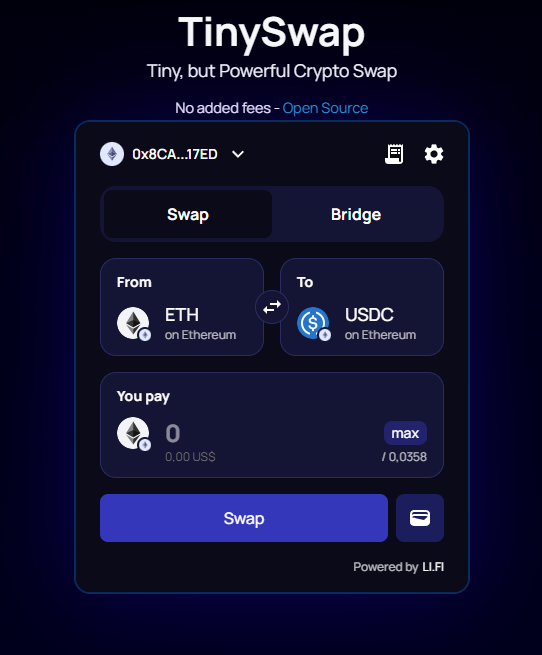 TinySwap
Tiny, but Powerful Crypto Swap
No added fees - Open Source
0x8CA...17ED
Swap
Bridge
From
ETH
on Ethereum
To
USDC
on Ethereum
You pay
0
0,00 US$
max
/ 0,0358
Swap
Powered by LI.FI